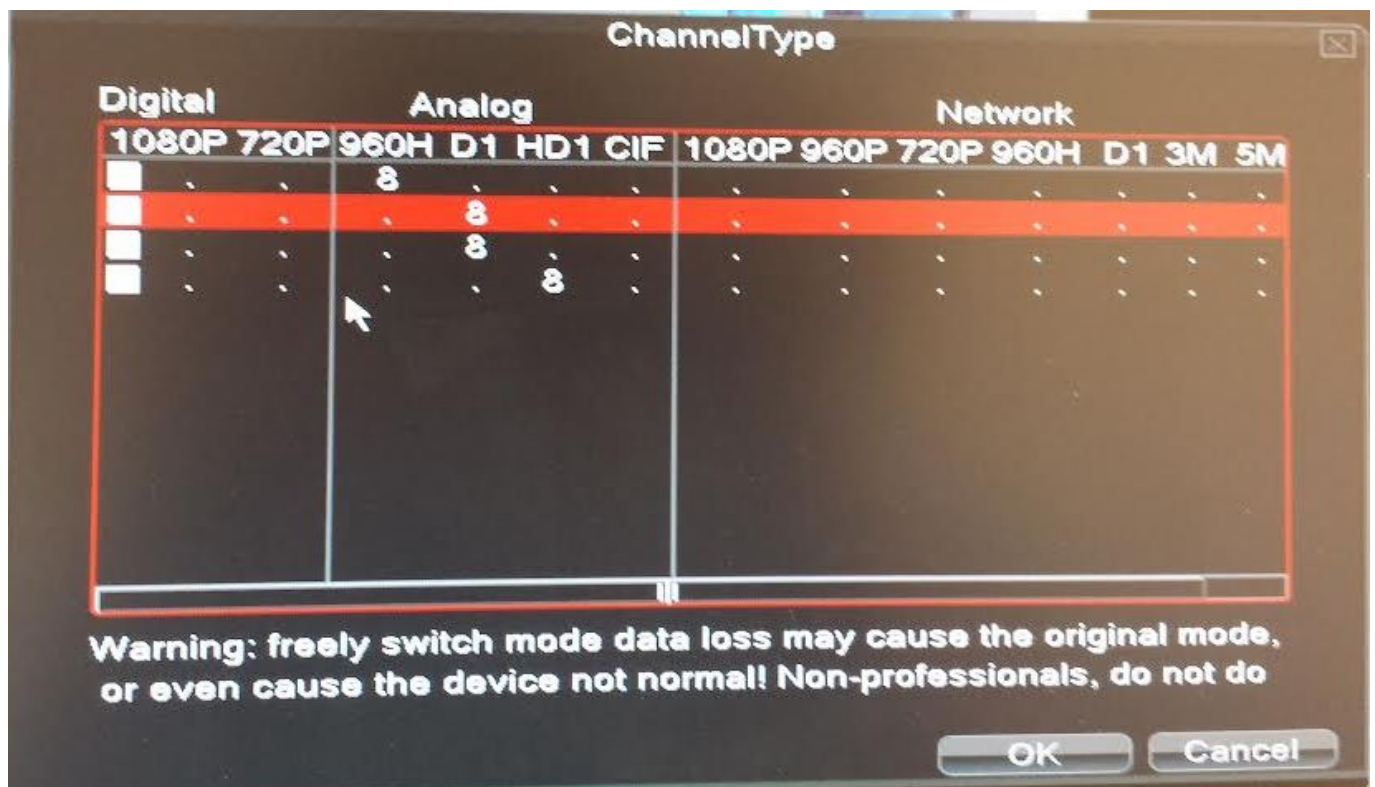 ChannelType
Digital Analog Network
1080P 720P 960H D1 HD1 CIF 1080P 960P 720P 960H D1 3M 5M
. . 8 . . . . . . . . . .
. . . 8 . . . . . . . . .
. . . 8 . . . . . . . . .
. . . . 8 . . . . . . . .
Warning: freely switch mode data loss may cause the original mode,
or even cause the device not normal! Non-professionals, do not do
OK Cancel